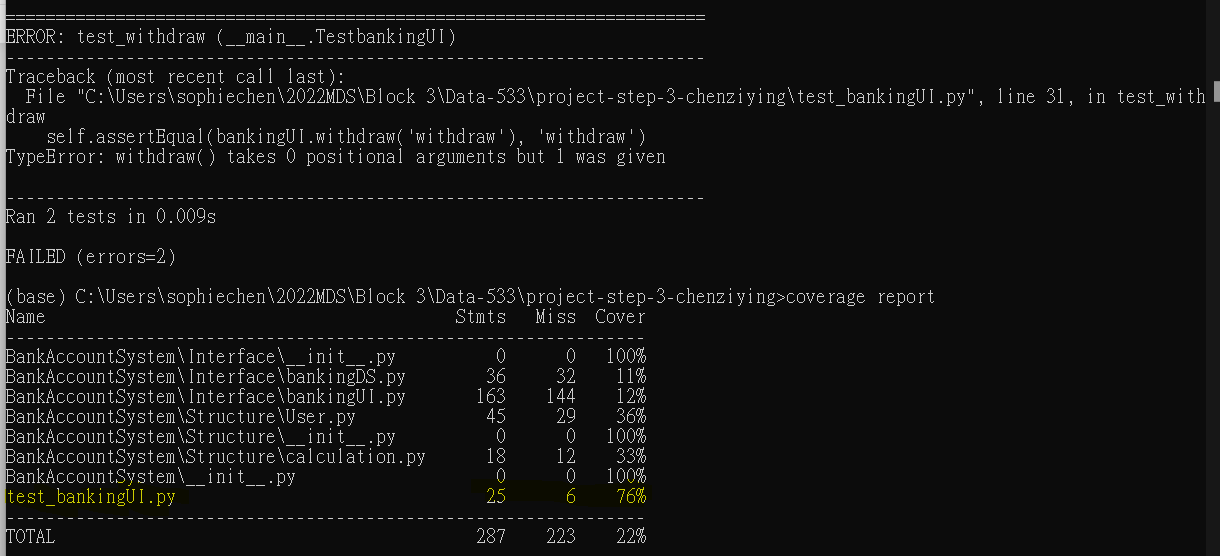 ======================================================================
ERROR: test_withdraw (__main__.TestbankingUI)
----------------------------------------------------------------------
Traceback (most recent call last):
  File "C:\Users\sophiechen\2022MDS\Block 3\Data-533\project-step-3-chenziying\test_bankingUI.py", line 31, in test_with
draw
    self.assertEqual(bankingUI.withdraw('withdraw'), 'withdraw')
TypeError: withdraw() takes 0 positional arguments but 1 was given
----------------------------------------------------------------------
Ran 2 tests in 0.009s
FAILED (errors=2)
(base) C:\Users\sophiechen\2022MDS\Block 3\Data-533\project-step-3-chenziying>coverage report
Name                                         Stmts   Miss  Cover
----------------------------------------------------------------
BankAccountSystem\Interface\__init__.py          0      0   100%
BankAccountSystem\Interface\bankingDS.py        36     32    11%
BankAccountSystem\Interface\bankingUI.py       163    144    12%
BankAccountSystem\Structure\User.py             45     29    36%
BankAccountSystem\Structure\__init__.py          0      0   100%
BankAccountSystem\Structure\calculation.py      18     12    33%
BankAccountSystem\__init__.py                    0      0   100%
test_bankingUI.py                               25      6    76%
----------------------------------------------------------------
TOTAL                                          287    223    22%